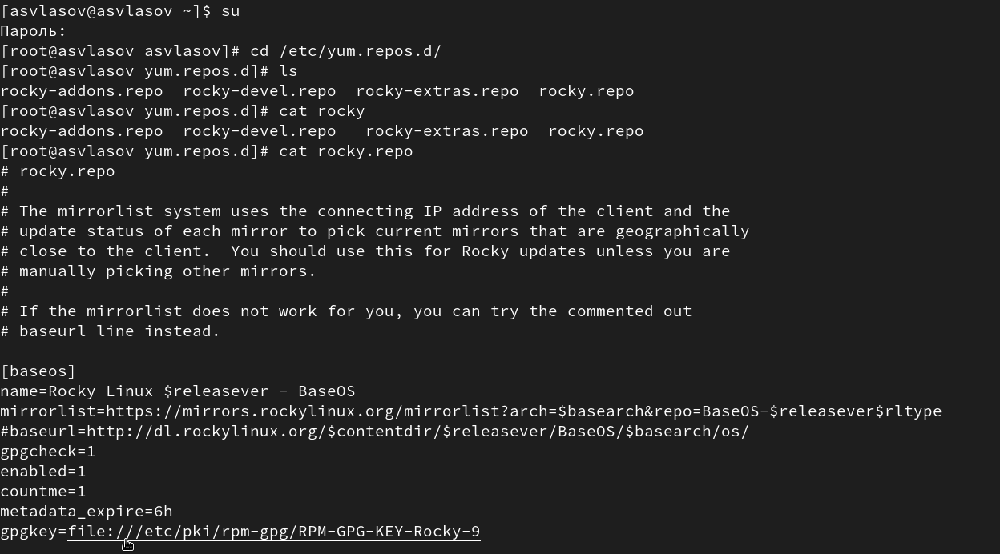 [asvlasov@asvlasov ~]$ su
Пароль:
[root@asvlasov asvlasov]# cd /etc/yum.repos.d/
[root@asvlasov yum.repos.d]# ls
rocky-addons.repo  rocky-devel.repo  rocky-extras.repo  rocky.repo
[root@asvlasov yum.repos.d]# cat rocky
rocky-addons.repo  rocky-devel.repo   rocky-extras.repo  rocky.repo
[root@asvlasov yum.repos.d]# cat rocky.repo
# rocky.repo
#
# The mirrorlist system uses the connecting IP address of the client and the
# update status of each mirror to pick current mirrors that are geographically
# close to the client.  You should use this for Rocky updates unless you are
# manually picking other mirrors.
#
# If the mirrorlist does not work for you, you can try the commented out
# baseurl line instead.

[baseos]
name=Rocky Linux $releasever - BaseOS
mirrorlist=https://mirrors.rockylinux.org/mirrorlist?arch=$basearch&repo=BaseOS-$releasever$rltype
#baseurl=http://dl.rockylinux.org/$contentdir/$releasever/BaseOS/$basearch/os/
gpgcheck=1
enabled=1
countme=1
metadata_expire=6h
gpgkey=file:///etc/pki/rpm-gpg/RPM-GPG-KEY-Rocky-9